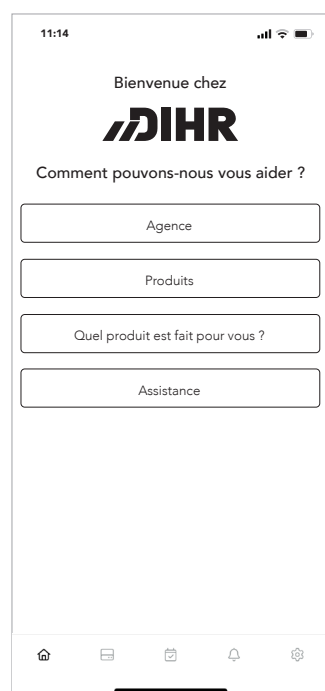 11:14
Bienvenue chez
DIHR
Comment pouvons-nous vous aider ?
Agence
Produits
Quel produit est fait pour vous ?
Assistance